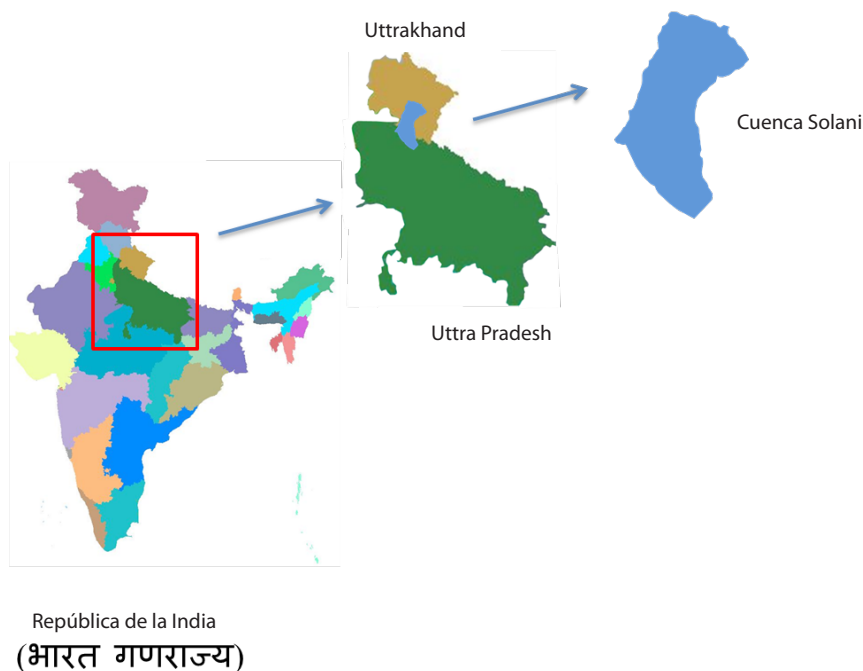 Uttrakhand
Cuenca Solani
Uttra Pradesh
República de la India
(भारत गणराज्य)